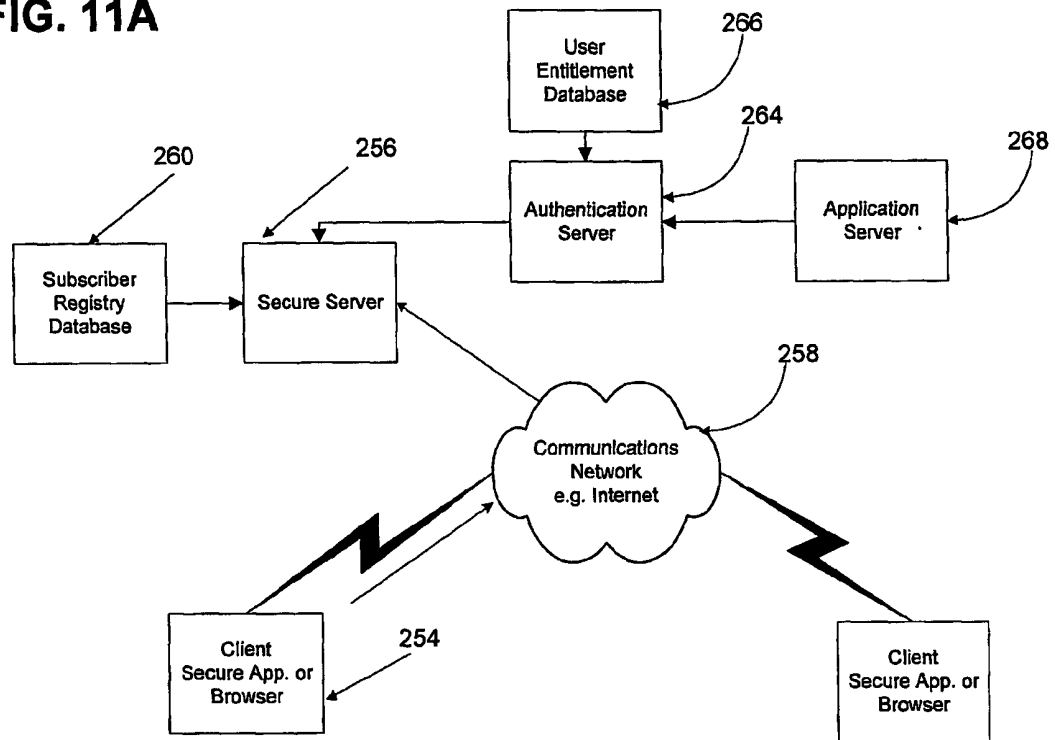 FIG. 11A
266
User
Entitlement
Database
264
260
256
268
Authentication
Server
Application
Server
Subscriber
Registry
Database
Secure Server
258
Communications
Network
e.g. Internet
Client
Secure App. or
Browser
254
Client
Secure App. or
Browser